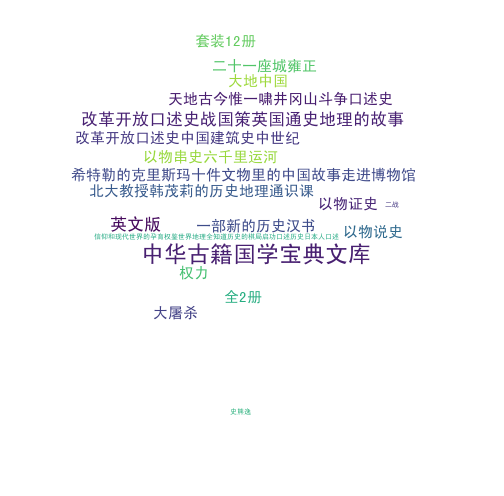 套装12册
二十一座城雍正
大地中国
天地古今惟一啸井冈山斗争口述史
改革开放口述史战国策英国通史地理的故事
改革开放口述史中国建筑史中世纪
以物串史六千里运河
希特勒的克里斯玛十件文物里的中国故事走进博物馆
北大教授韩茂莉的历史地理通识课
以物证史 二战
英文版 一部新的历史汉书 以物说史
信仰和现代世界的孕育权鉴世界地理全知道历史的棋局启功口述历史日本人口述
中华古籍国学宝典文库
权力
全2册
大屠杀